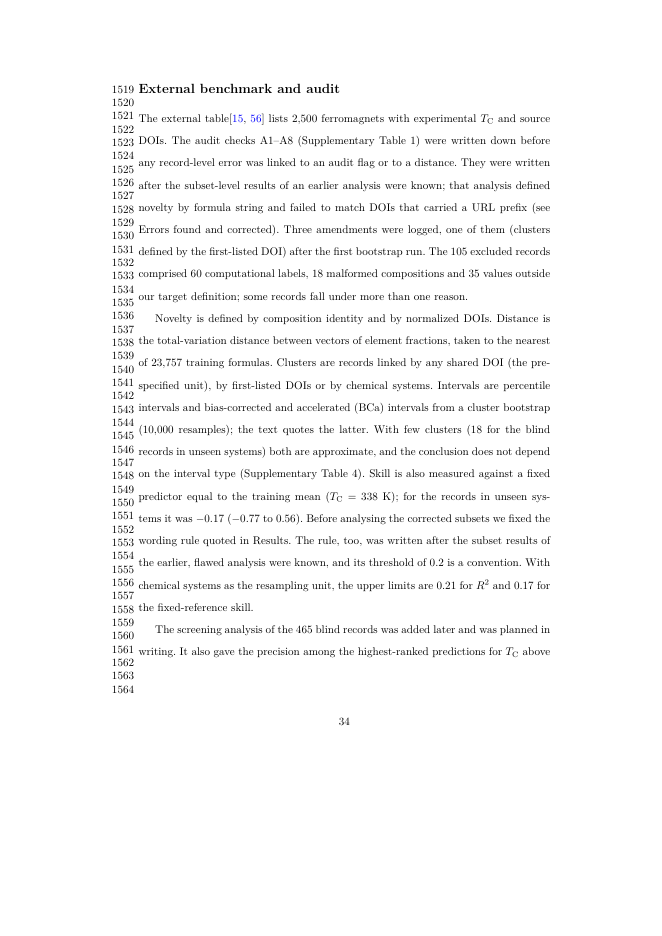 1519 External benchmark and audit
1520
1521 The external table[15, 56] lists 2,500 ferromagnets with experimental TC and source
1522
1523 DOIs. The audit checks A1–A8 (Supplementary Table 1) were written down before
1524
1525 any record-level error was linked to an audit flag or to a distance. They were written
1526 after the subset-level results of an earlier analysis were known; that analysis defined
1527
1528 novelty by formula string and failed to match DOIs that carried a URL prefix (see
1529
1530 Errors found and corrected). Three amendments were logged, one of them (clusters
1531 defined by the first-listed DOI) after the first bootstrap run. The 105 excluded records
1532
1533 comprised 60 computational labels, 18 malformed compositions and 35 values outside
1534
1535 our target definition; some records fall under more than one reason.
1536 Novelty is defined by composition identity and by normalized DOIs. Distance is
1537
1538 the total-variation distance between vectors of element fractions, taken to the nearest
1539
1540 of 23,757 training formulas. Clusters are records linked by any shared DOI (the pre-
1541 specified unit), by first-listed DOIs or by chemical systems. Intervals are percentile
1542
1543 intervals and bias-corrected and accelerated (BCa) intervals from a cluster bootstrap
1544
1545 (10,000 resamples); the text quotes the latter. With few clusters (18 for the blind
1546 records in unseen systems) both are approximate, and the conclusion does not depend
1547
1548 on the interval type (Supplementary Table 4). Skill is also measured against a fixed
1549
1550 predictor equal to the training mean (TC = 338 K); for the records in unseen sys-
1551 tems it was −0.17 (−0.77 to 0.56). Before analysing the corrected subsets we fixed the
1552
1553 wording rule quoted in Results. The rule, too, was written after the subset results of
1554
1555 the earlier, flawed analysis were known, and its threshold of 0.2 is a convention. With
1556 chemical systems as the resampling unit, the upper limits are 0.21 for R2 and 0.17 for
1557
1558 the fixed-reference skill.
1559
1560 The screening analysis of the 465 blind records was added later and was planned in
1561 writing. It also gave the precision among the highest-ranked predictions for TC above
1562
1563
1564
34